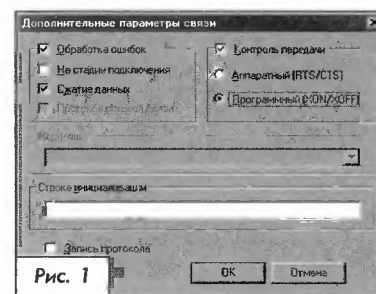 Дополнительные параметры связи
Обработка ошибок
На стадии подключения
Сжатие данных
Контроль передачи
Аппаратный (RTS/CTS)
Программный (XON/XOFF)
Строка инициализации
Запись протокола
OK
Отмена
Рис. 1